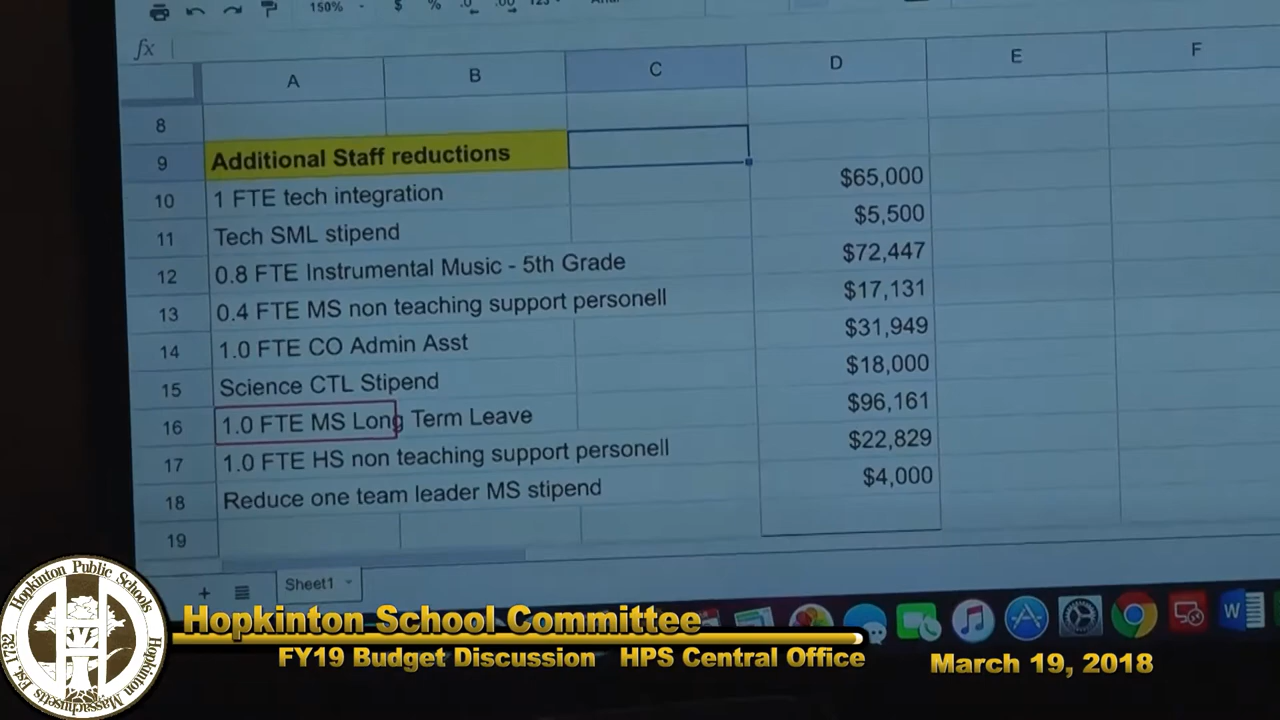 150% $ % .0 .00 123
fx
A B C D E F
8
9 Additional Staff reductions
10 1 FTE tech integration $65,000
11 Tech SML stipend $5,500
12 0.8 FTE Instrumental Music - 5th Grade $72,447
13 0.4 FTE MS non teaching support personell $17,131
14 1.0 FTE CO Admin Asst $31,949
15 Science CTL Stipend $18,000
16 1.0 FTE MS Long Term Leave $96,161
17 1.0 FTE HS non teaching support personell $22,829
18 Reduce one team leader MS stipend $4,000
19
Sheet1
W
Hopkinton Public Schools
Hopkinton Massachusetts Est. 1752
H
Hopkinton School Committee
FY19 Budget Discussion HPS Central Office
March 19, 2018